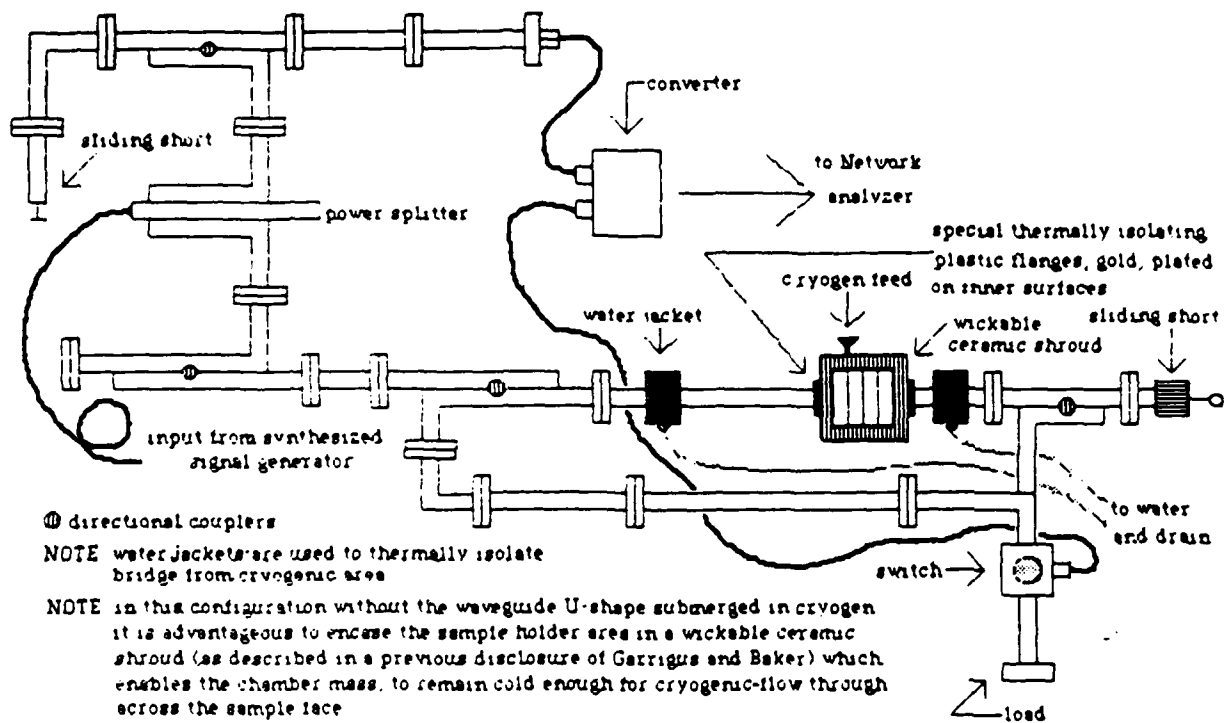 converter
sliding short
to Network
analyzer
power splitter
special thermally isolating
plastic flanges, gold, plated
on inner surfaces
cryogen feed
water jacket
wickable
ceramic shroud
sliding short
input from synthesized
signal generator
directional couplers
to water
and drain
NOTE water jackets are used to thermally isolate
bridge from cryogenic area
switch
NOTE in this configuration without the waveguide U-shape submerged in cryogen
it is advantageous to encase the sample holder area in a wickable ceramic
shroud (as described in a previous disclosure of Garrigus and Baker) which
enables the chamber mass, to remain cold enough for cryogenic-flow through
across the sample face
load